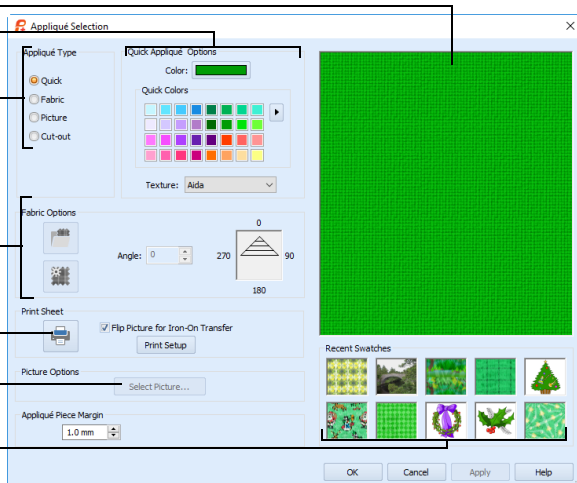 Appliqué Selection
Appliqué Type
Quick
Fabric
Picture
Cut-out
Quick Appliqué Options
Color:
Quick Colors
Texture: Aida
Fabric Options
Angle: 0
0
270
90
180
Print Sheet
Flip Picture for Iron-On Transfer
Print Setup
Picture Options
Select Picture...
Appliqué Piece Margin
1.0 mm
Recent Swatches
OK Cancel Apply Help